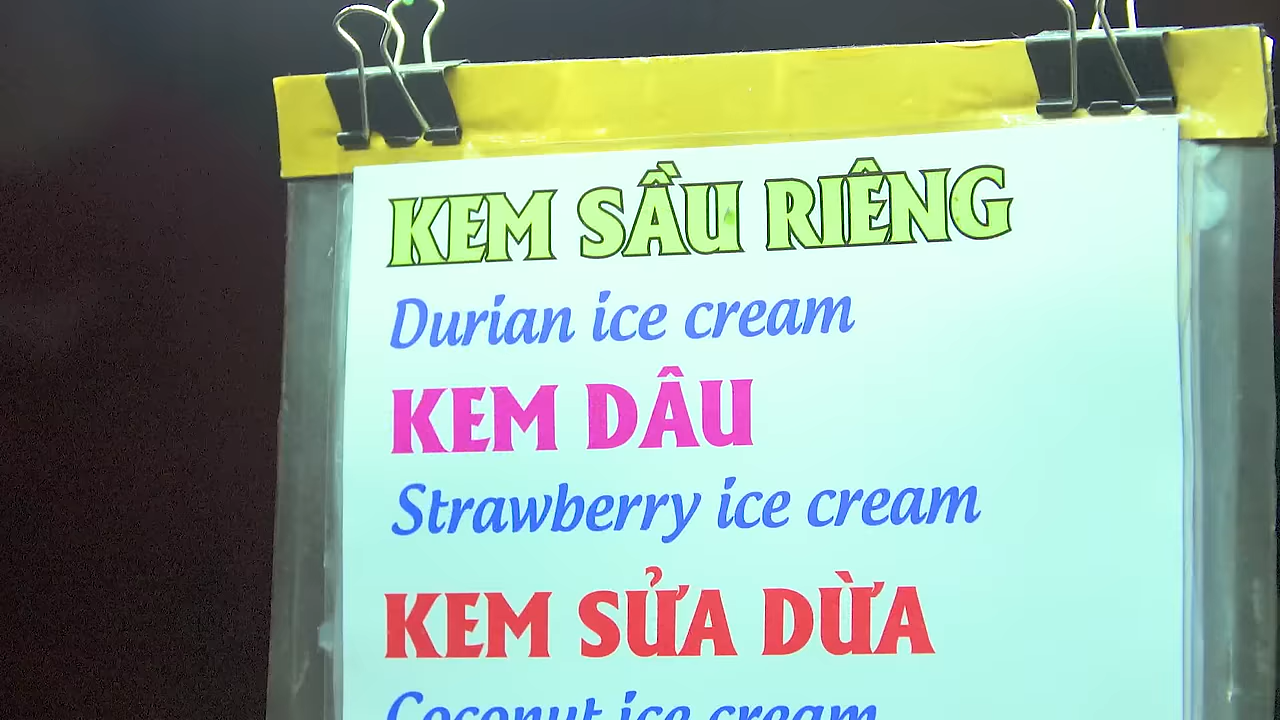 KEM SẦU RIÊNG
Durian ice cream
KEM DÂU
Strawberry ice cream
KEM SỬA DỪA
Coconut ice cream